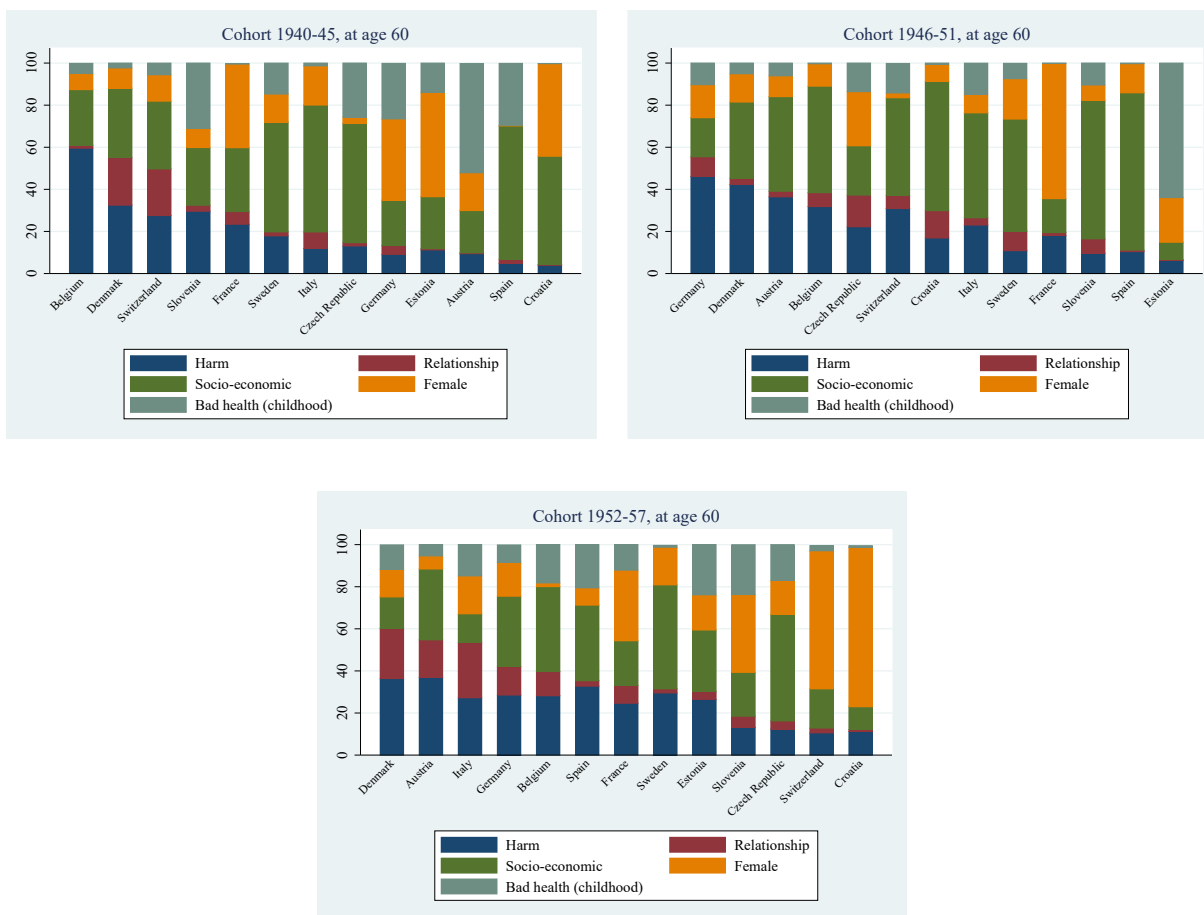 Cohort 1940-45, at age 60
100
80
60
40
20
0
Belgium
Denmark
Switzerland
Slovenia
France
Sweden
Italy
Czech Republic
Germany
Estonia
Austria
Spain
Croatia
Harm
Relationship
Socio-economic
Female
Bad health (childhood)
Cohort 1946-51, at age 60
100
80
60
40
20
0
Germany
Denmark
Austria
Belgium
Czech Republic
Switzerland
Croatia
Italy
Sweden
France
Slovenia
Spain
Estonia
Harm
Relationship
Socio-economic
Female
Bad health (childhood)
Cohort 1952-57, at age 60
100
80
60
40
20
0
Denmark
Austria
Italy
Germany
Belgium
Spain
France
Sweden
Estonia
Slovenia
Czech Republic
Switzerland
Croatia
Harm
Relationship
Socio-economic
Female
Bad health (childhood)